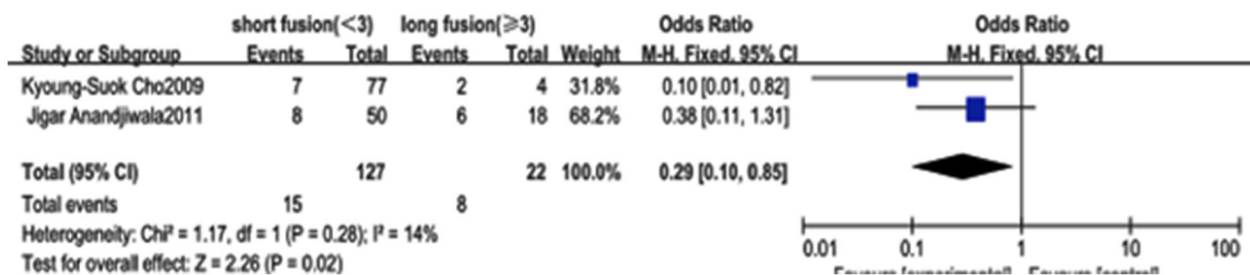 short fusion(<3) long fusion(≥3) Odds Ratio Odds Ratio
Study or Subgroup Events Total Events Total Weight M-H. Fixed. 95% CI M-H. Fixed. 95% CI
Kyoung-Suok Cho2009 7 77 2 4 31.8% 0.10 [0.01, 0.82]
Jigar Anandjiwala2011 8 50 6 18 68.2% 0.38 [0.11, 1.31]
Total (95% CI) 127 22 100.0% 0.29 [0.10, 0.85]
Total events 15 8
Heterogeneity: Chi² = 1.17, df = 1 (P = 0.28); I² = 14%
Test for overall effect: Z = 2.26 (P = 0.02)
0.01 0.1 1 10 100